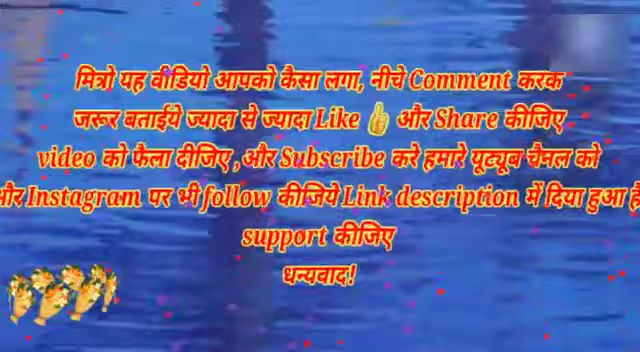 मित्रो यह वीडियो आपको कैसा लगा, नीचे Comment करक
जरूर बताईये ज्यादा से ज्यादा Like 👍 और Share कीजिए
video को फैला दीजिए ,और Subscribe करे हमारे यूट्यूब चैनल को
और Instagram पर भी follow कीजिये Link description में दिया हुआ है
support कीजिए
धन्यवाद!